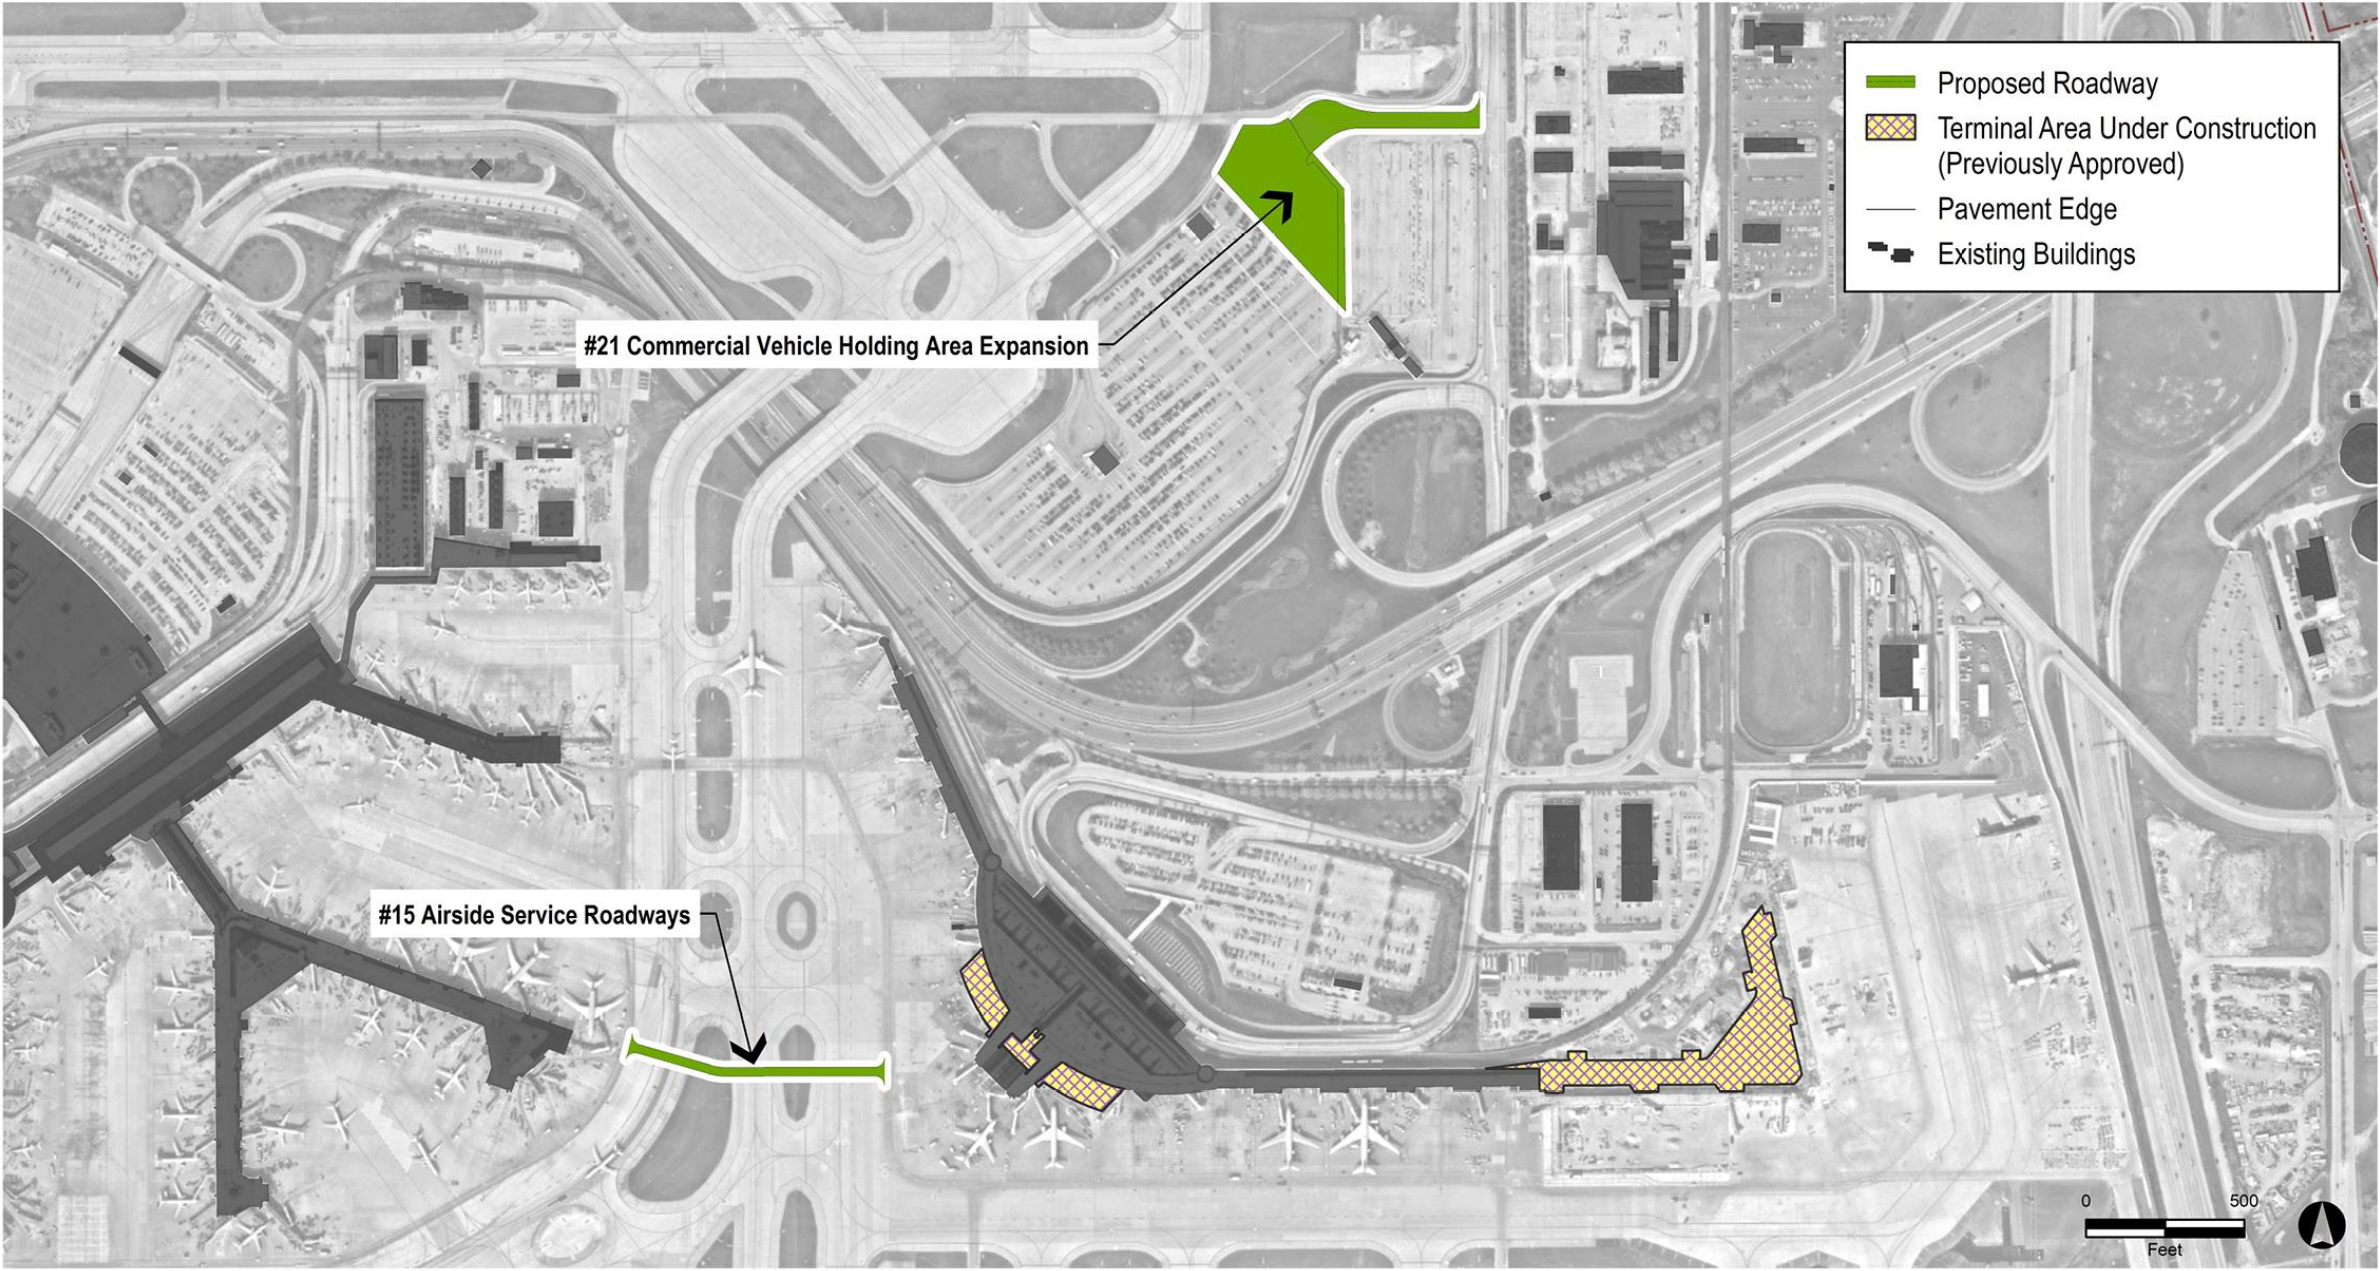 Proposed Roadway
Terminal Area Under Construction
(Previously Approved)
Pavement Edge
Existing Buildings
#21 Commercial Vehicle Holding Area Expansion
#15 Airside Service Roadways
0 500
Feet